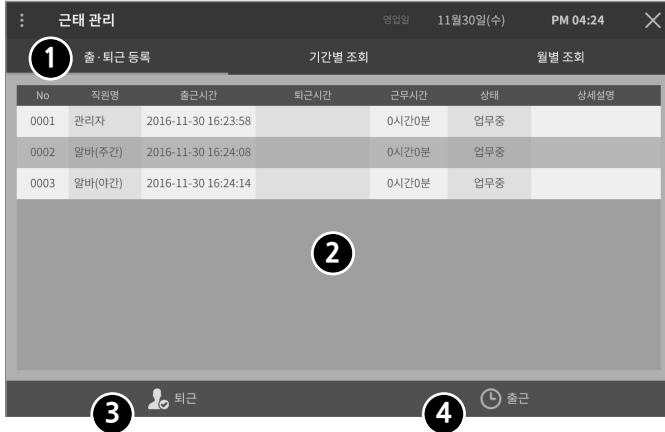 근태 관리 영업일 11월30일(수) PM 04:24
1 출·퇴근 등록 기간별 조회 월별 조회
No 직원명 출근시간 퇴근시간 근무시간 상태 상세설명
0001 관리자 2016-11-30 16:23:58 0시간0분 업무중
0002 알바(주간) 2016-11-30 16:24:08 0시간0분 업무중
0003 알바(야간) 2016-11-30 16:24:14 0시간0분 업무중
2
3 퇴근 4 출근